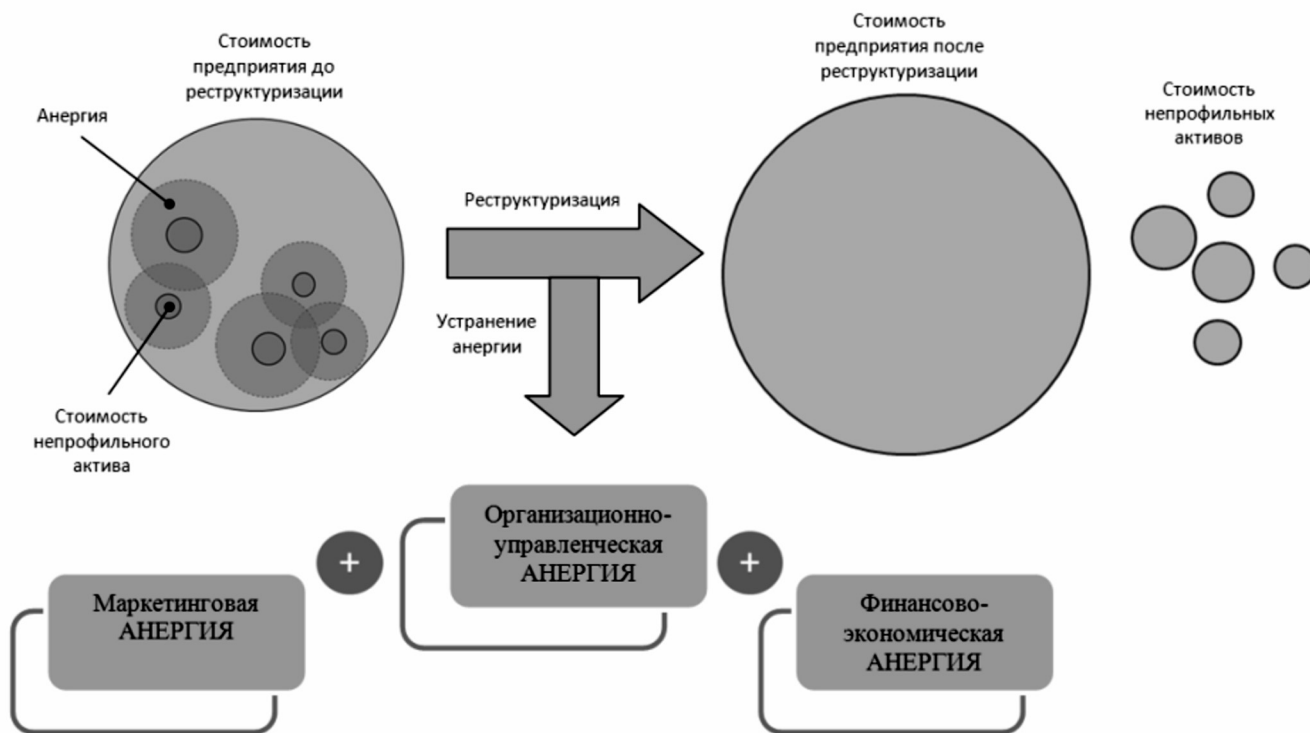 Стоимость
предприятия до
реструктуризации
Анергия
Стоимость
непрофильного
актива
Реструктуризация
Устранение
анергии
Стоимость
предприятия после
реструктуризации
Стоимость
непрофильных
активов
Маркетинговая
АНЕРГИЯ
+
Организационно-
управленческая
АНЕРГИЯ
+
Финансово-
экономическая
АНЕРГИЯ